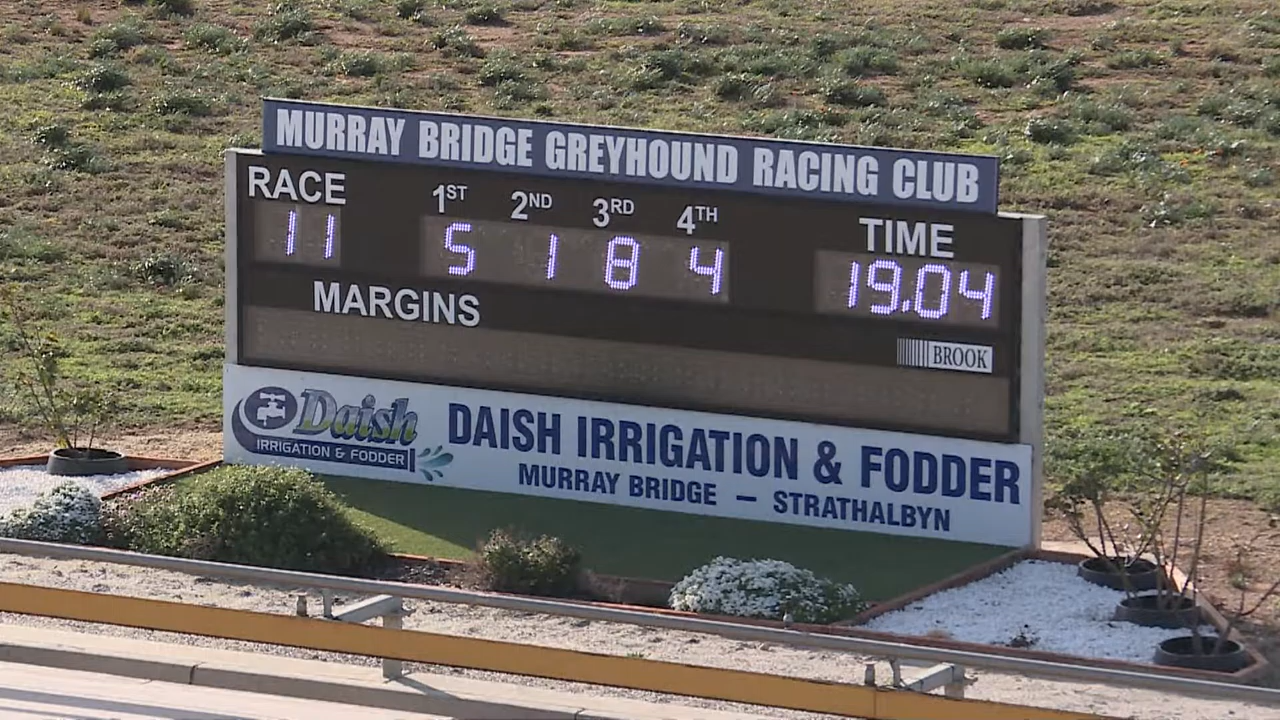 MURRAY BRIDGE GREYHOUND RACING CLUB
RACE 1ST 2ND 3RD 4TH TIME
11 5 1 8 4 19.04
MARGINS
BROOK
Daish
IRRIGATION & FODDER
DAISH IRRIGATION & FODDER
MURRAY BRIDGE – STRATHALBYN